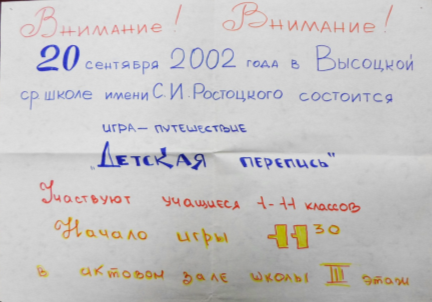 Внимание! Внимание!
20 сентября 2002 года в Высоцкой
ср школе имени С.И. Ростоцкого состоится
игра – путешествие
„Детская перепись"
Участвуют учащиеся 1-11 классов
Начало игры 11 30
в актовом зале школы III этаж